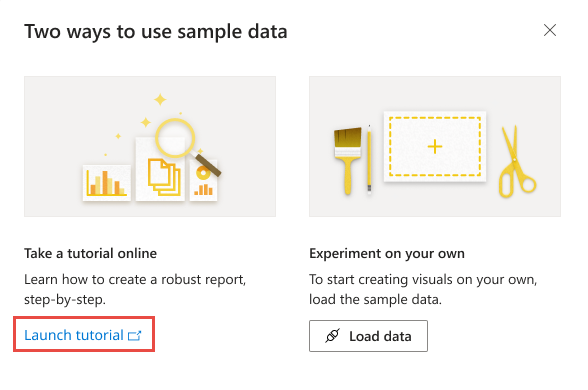 Two ways to use sample data
Take a tutorial online
Learn how to create a robust report,
step-by-step.
Launch tutorial
Experiment on your own
To start creating visuals on your own,
load the sample data.
Load data